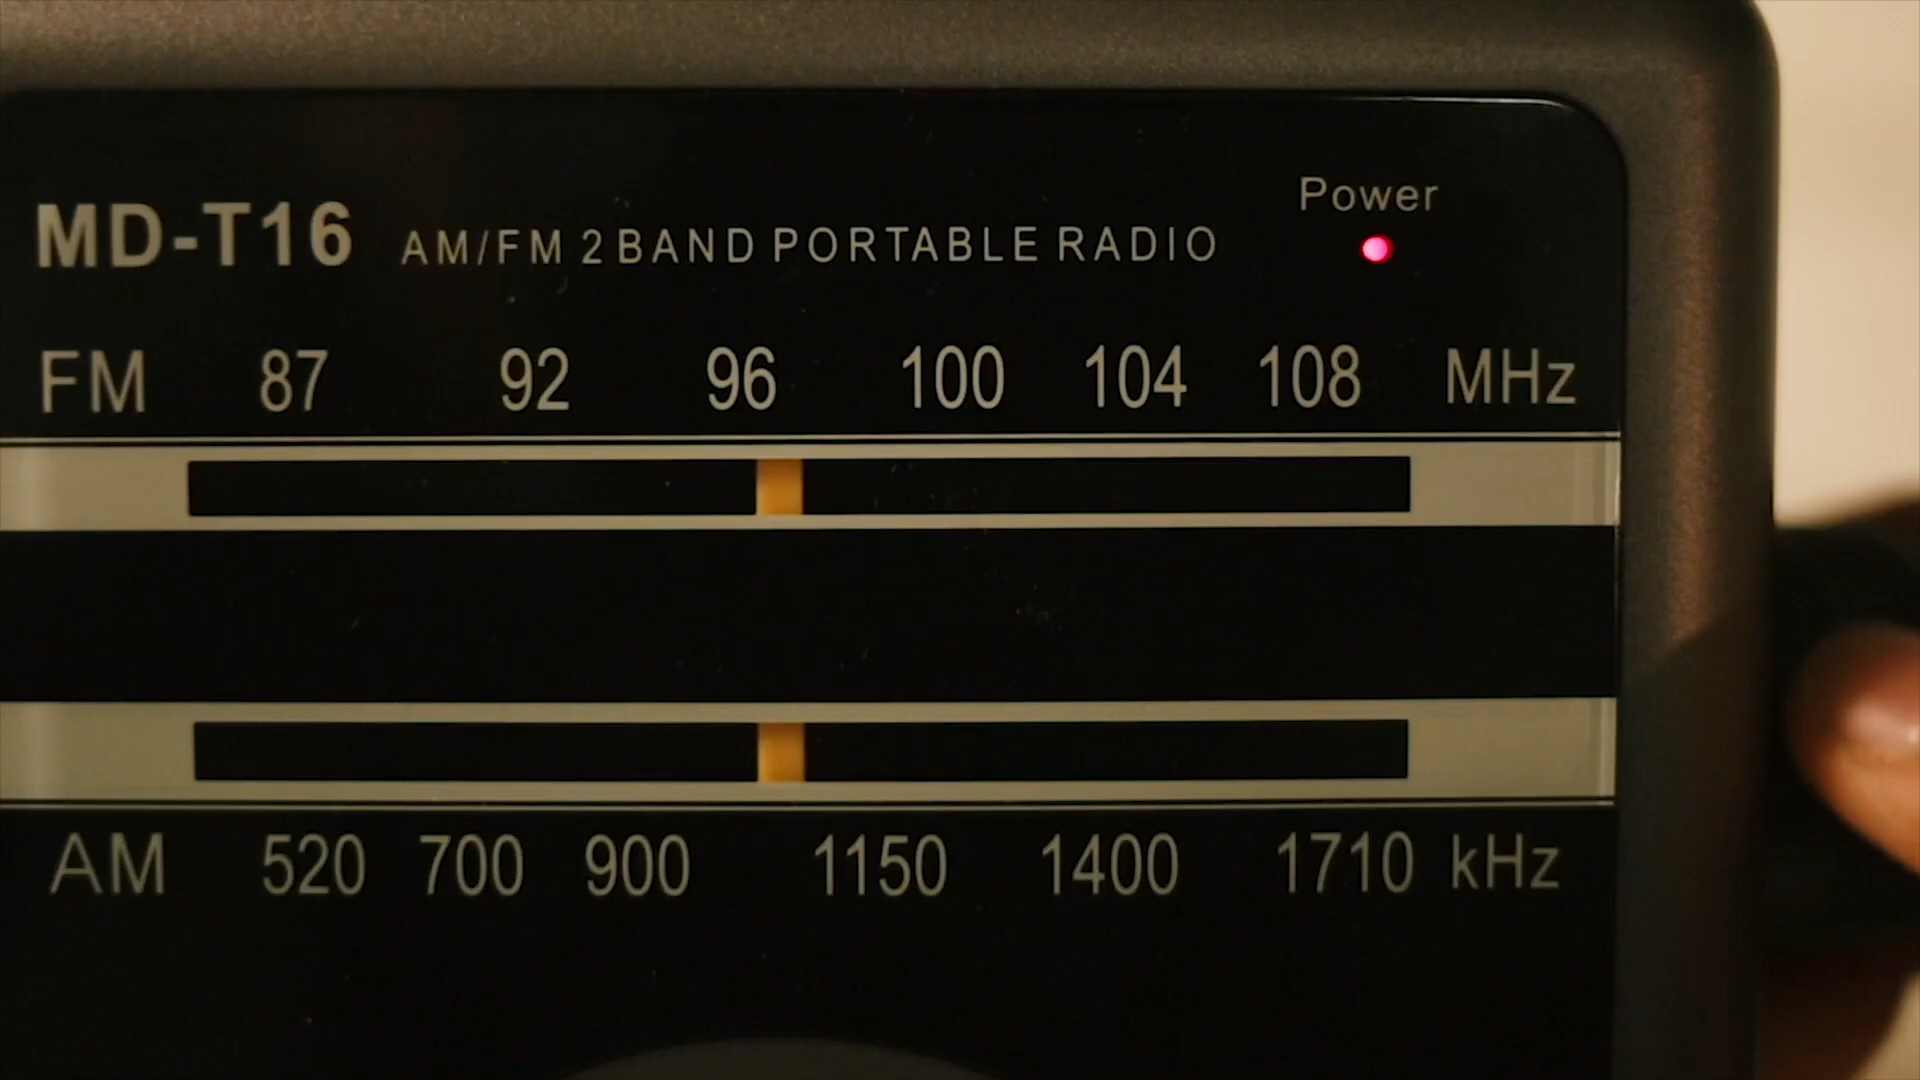 Power
MD-T16 AM/FM 2 BAND PORTABLE RADIO
FM 87 92 96 100 104 108 MHz
AM 520 700 900 1150 1400 1710 kHz